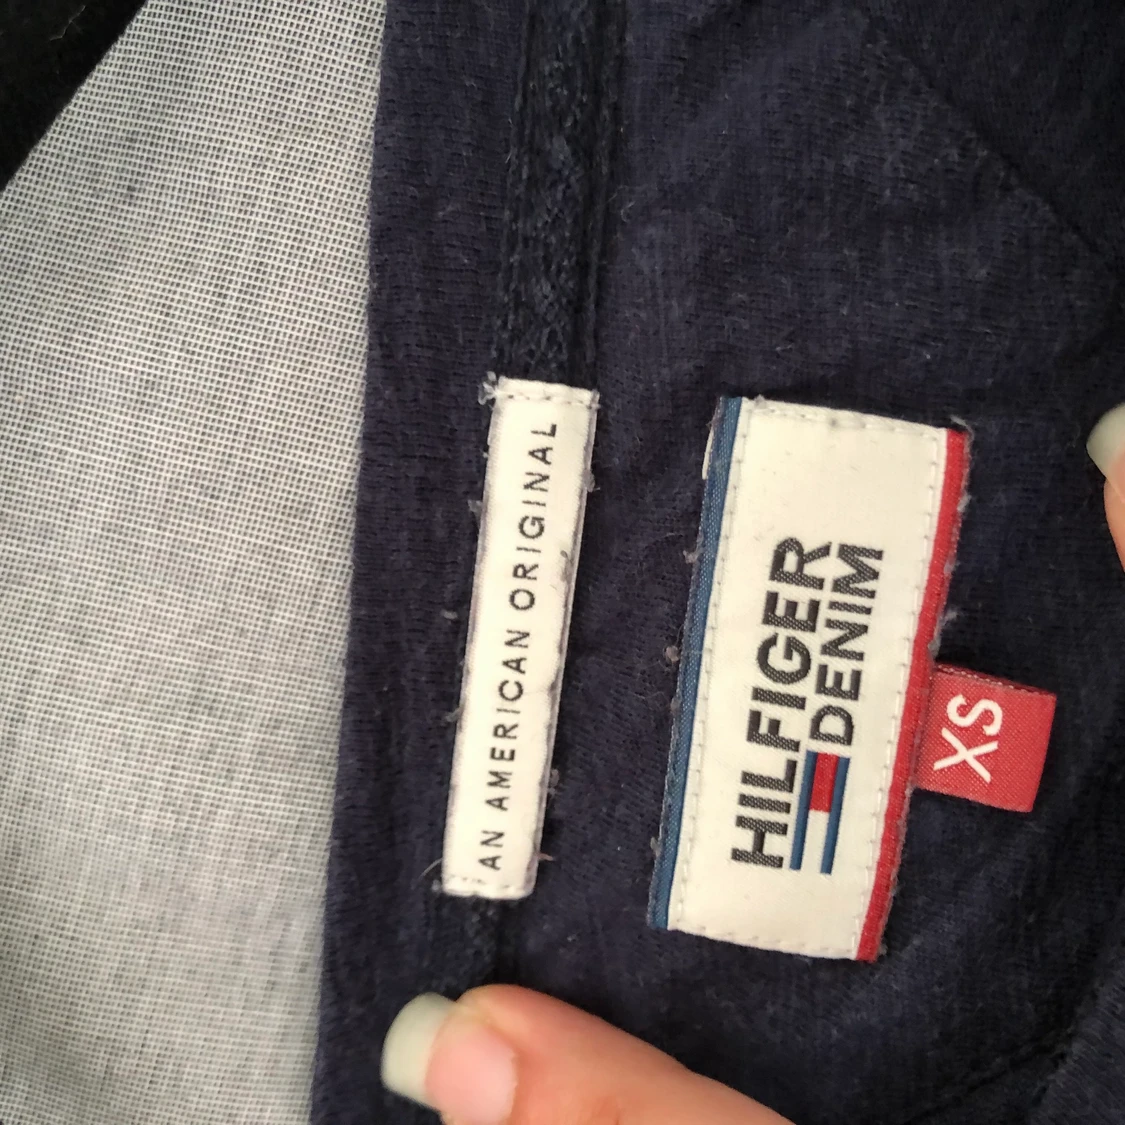 AN AMERICAN ORIGINAL
HILFIGER
DENIM
XS